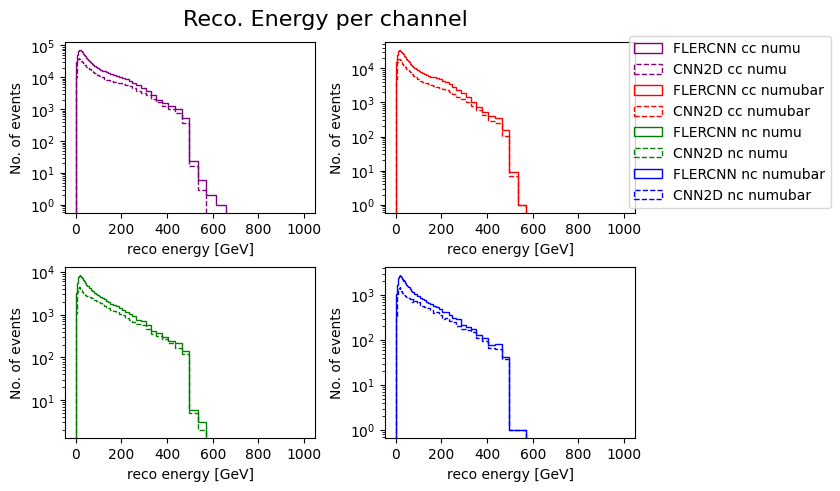 Reco. Energy per channel
No. of events
10^5
10^4
10^3
10^2
10^1
10^0
0 200 400 600 800 1000
reco energy [GeV]
No. of events
10^4
10^3
10^2
10^1
10^0
0 200 400 600 800 1000
reco energy [GeV]
FLERCNN cc numu
CNN2D cc numu
FLERCNN cc numubar
CNN2D cc numubar
FLERCNN nc numu
CNN2D nc numu
FLERCNN nc numubar
CNN2D nc numubar
No. of events
10^4
10^3
10^2
10^1
0 200 400 600 800 1000
reco energy [GeV]
No. of events
10^3
10^2
10^1
10^0
0 200 400 600 800 1000
reco energy [GeV]